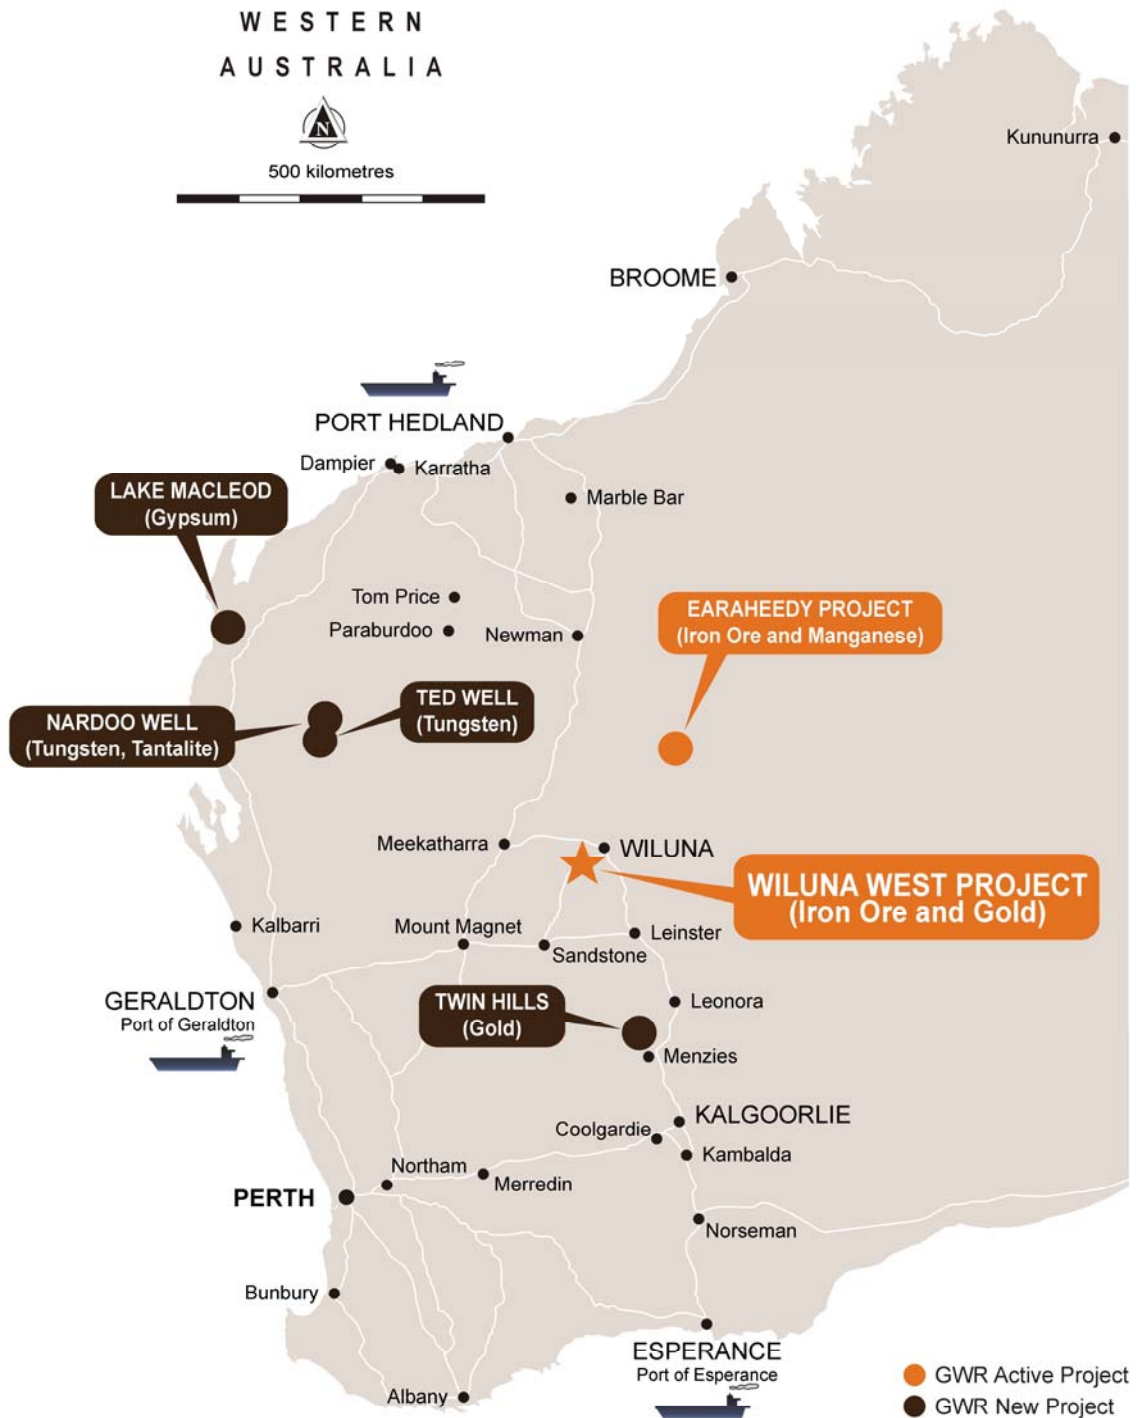 WESTERN
AUSTRALIA
N
500 kilometres
Kununurra
BROOME
PORT HEDLAND
Dampier
Karratha
LAKE MACLEOD
(Gypsum)
Marble Bar
Tom Price
EARAHEEDY PROJECT
(Iron Ore and Manganese)
Paraburdoo
Newman
TED WELL
(Tungsten)
NARDOO WELL
(Tungsten, Tantalite)
Meekatharra
WILUNA
WILUNA WEST PROJECT
(Iron Ore and Gold)
Kalbarri
Mount Magnet
Leinster
Sandstone
GERALDTON
Port of Geraldton
TWIN HILLS
(Gold)
Leonora
Menzies
KALGOORLIE
Coolgardie
Kambalda
Northam
Merredin
PERTH
Norseman
Bunbury
ESPERANCE
Port of Esperance
Albany
GWR Active Project
GWR New Project